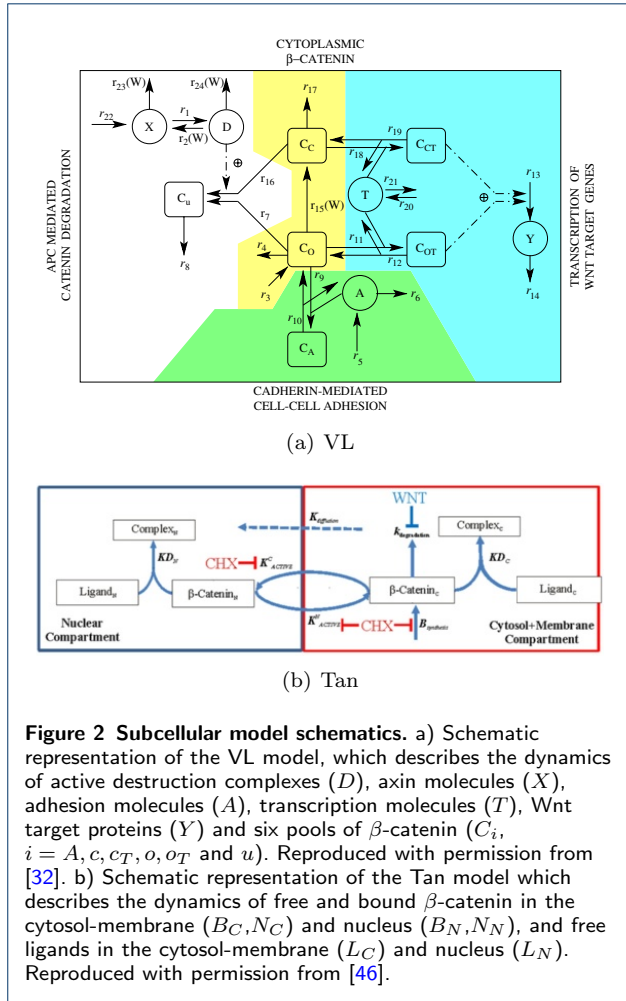 CYTOPLASMIC
β–CATENIN
APC MEDIATED
CATENIN DEGRADATION
TRANSCRIPTION OF
WNT TARGET GENES
CADHERIN-MEDIATED
CELL-CELL ADHESION
r23(W)
r24(W)
r17
r22
X
r1
r2(W)
D
⊕
CC
r19
r18
CCT
r16
Cu
r8
r7
r15(W)
T
r21
r20
r13
⊕
Y
r14
r4
CO
r3
r11
r12
COT
r9
r10
A
r6
r5
CA
(a) VL
WNT
ComplexN
Kdiffusion
kdegradation
ComplexC
KDN
CHX
KCACTIVE
KDC
LigandN
β-CateninN
β-CateninC
LigandC
Nuclear
Compartment
KNACTIVE
CHX
Bsynthesis
Cytosol+Membrane
Compartment
(b) Tan
Figure 2 Subcellular model schematics. a) Schematic
representation of the VL model, which describes the dynamics
of active destruction complexes (D), axin molecules (X),
adhesion molecules (A), transcription molecules (T), Wnt
target proteins (Y) and six pools of β-catenin (Ci,
i = A, c, cT, o, oT and u). Reproduced with permission from
[32]. b) Schematic representation of the Tan model which
describes the dynamics of free and bound β-catenin in the
cytosol-membrane (BC,NC) and nucleus (BN,NN), and free
ligands in the cytosol-membrane (LC) and nucleus (LN).
Reproduced with permission from [46].